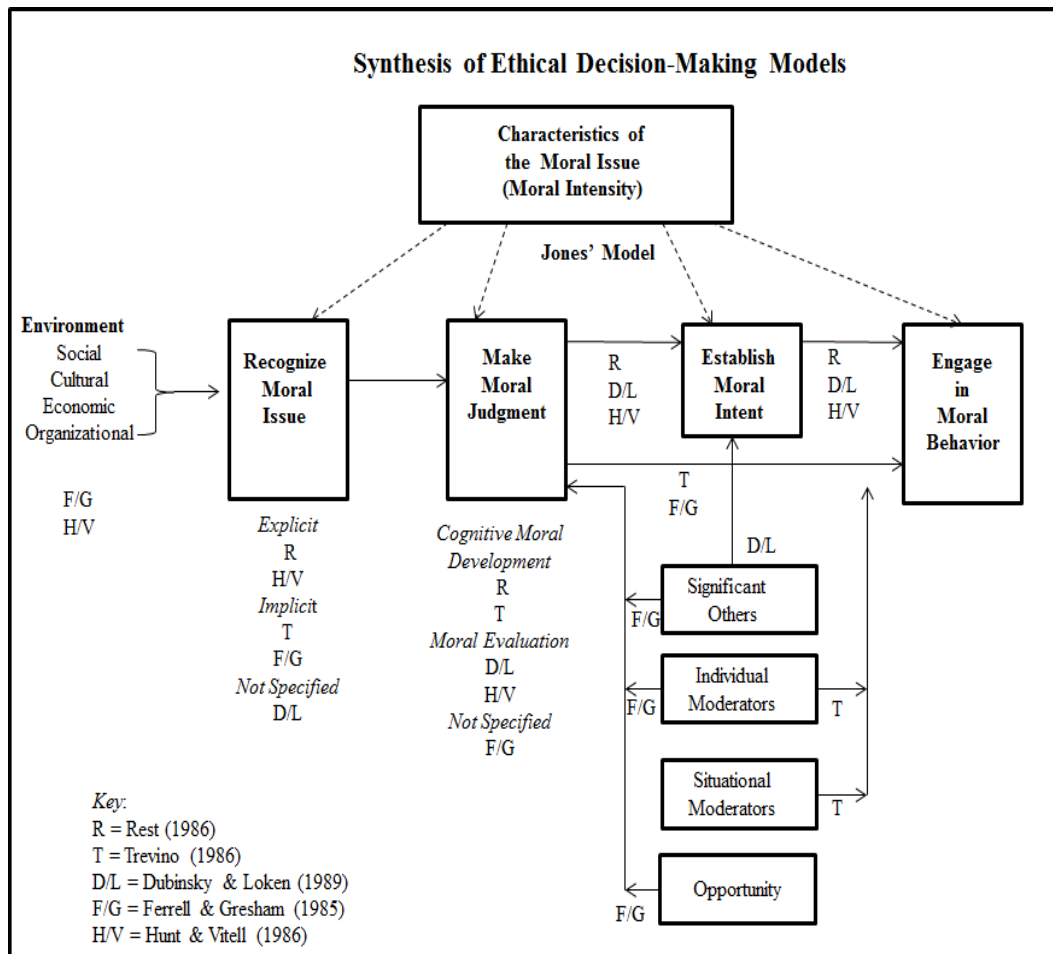 Synthesis of Ethical Decision-Making Models
Characteristics of
the Moral Issue
(Moral Intensity)
Jones' Model
Environment
Social
Cultural
Economic
Organizational
F/G
H/V
Recognize
Moral
Issue
Explicit
R
H/V
Implicit
T
F/G
Not Specified
D/L
Make
Moral
Judgment
Cognitive Moral
Development
R
T
Moral Evaluation
D/L
H/V
Not Specified
F/G
R
D/L
H/V
Establish
Moral
Intent
R
D/L
H/V
Engage
in
Moral
Behavior
T
F/G
D/L
Significant
Others
F/G
Individual
Moderators
F/G
T
Situational
Moderators
T
Opportunity
F/G
Key:
R = Rest (1986)
T = Trevino (1986)
D/L = Dubinsky & Loken (1989)
F/G = Ferrell & Gresham (1985)
H/V = Hunt & Vitell (1986)